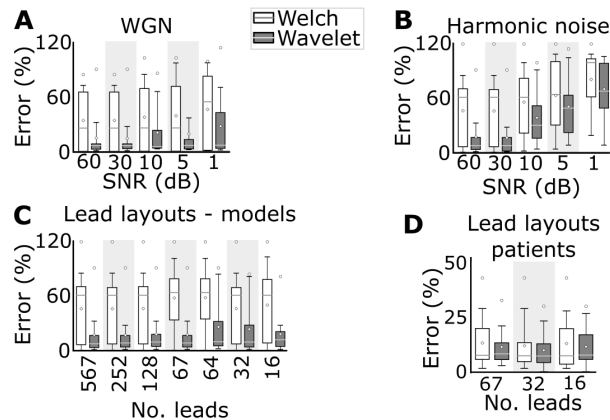 A
WGN
Welch
Wavelet
B
Harmonic noise
Error (%)
120
60
0
60 30 10 5 1
SNR (dB)
Error (%)
120
60
0
60 30 10 5 1
SNR (dB)
C
Lead layouts - models
Error (%)
120
60
0
567 252 128 67 64 32 16
No. leads
D
Lead layouts
patients
Error (%)
50
25
0
67 32 16
No. leads